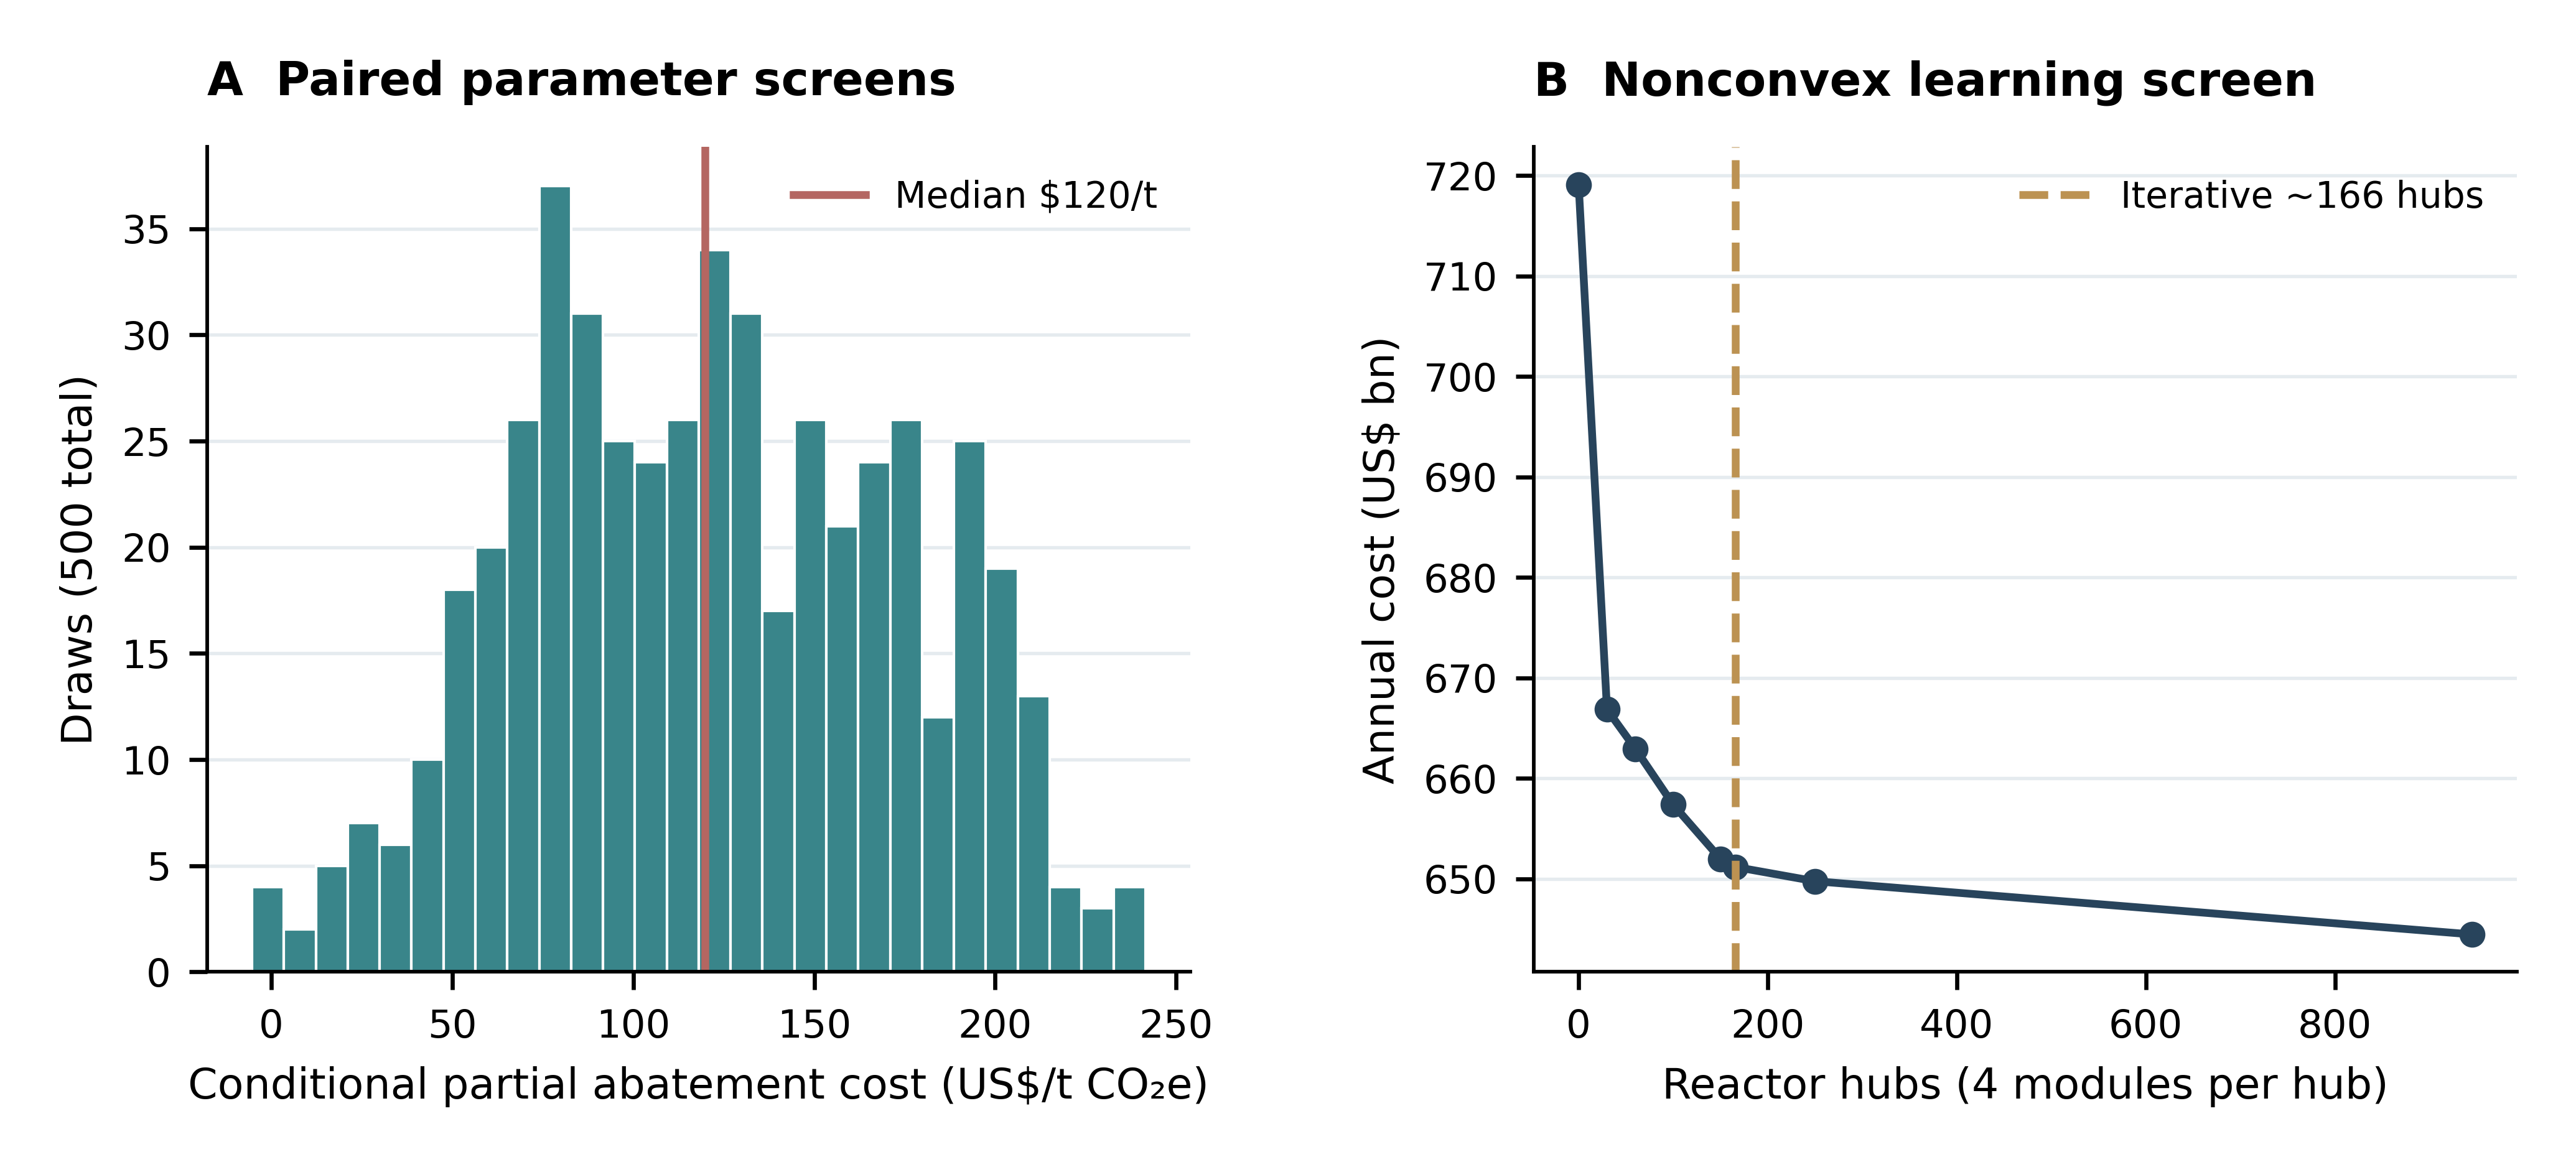 A Paired parameter screens
Median $120/t
35
30
25
20
15
10
5
0
Draws (500 total)
0 50 100 150 200 250
Conditional partial abatement cost (US$/t CO₂e)
B Nonconvex learning screen
Iterative ~166 hubs
720
710
700
690
680
670
660
650
Annual cost (US$ bn)
0 200 400 600 800
Reactor hubs (4 modules per hub)